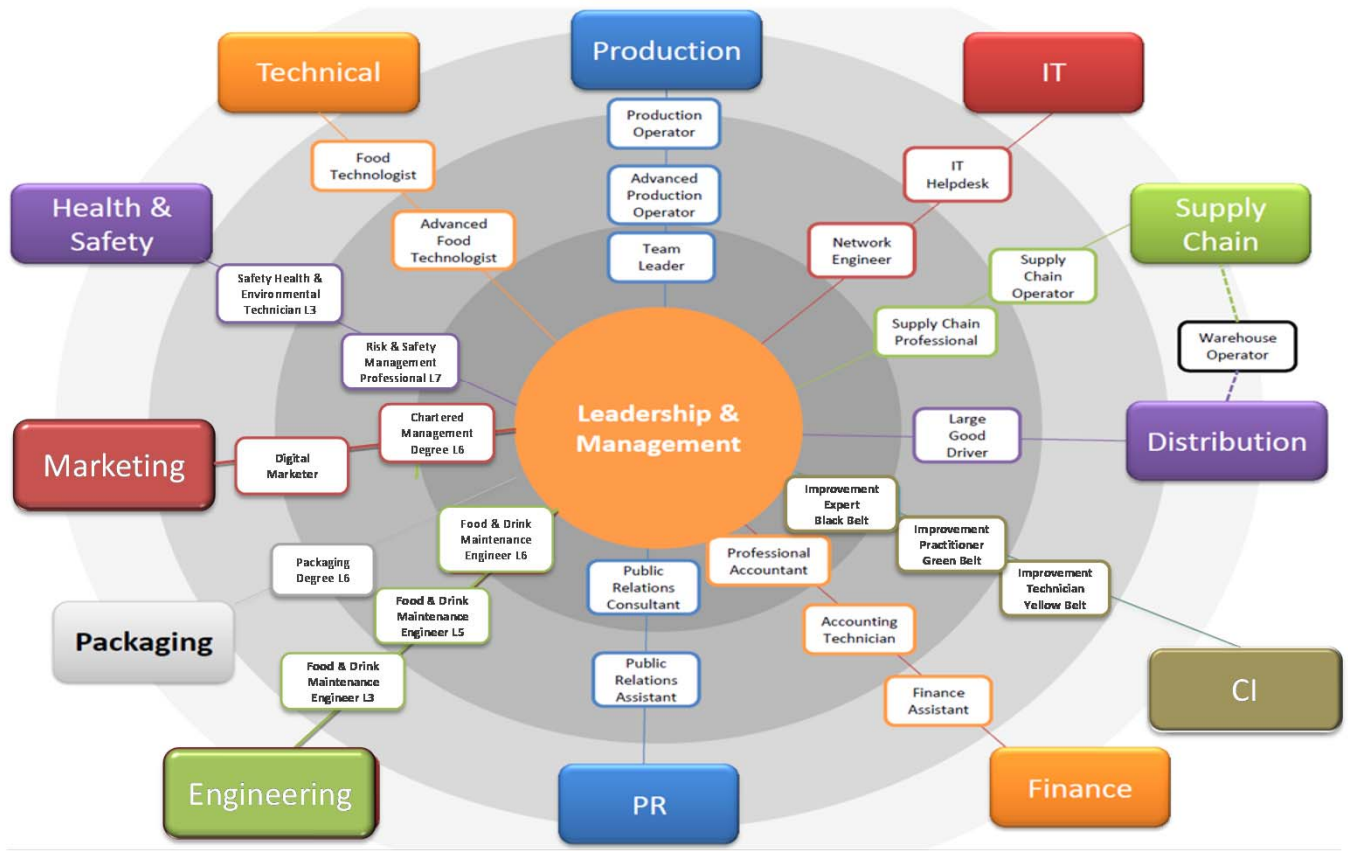 Production
Technical
IT
Production
Operator
Food
Technologist
IT
Helpdesk
Advanced
Production
Operator
Health &
Safety
Supply
Chain
Advanced
Food
Technologist
Team
Leader
Network
Engineer
Supply
Chain
Operator
Safety Health &
Environmental
Technician L3
Supply Chain
Professional
Warehouse
Operator
Risk & Safety
Management
Professional L7
Leadership &
Management
Chartered
Management
Degree L6
Large
Good
Driver
Distribution
Marketing
Digital
Marketer
Improvement
Expert
Black Belt
Food & Drink
Maintenance
Engineer L6
Improvement
Practitioner
Green Belt
Professional
Accountant
Packaging
Degree L6
Public
Relations
Consultant
Improvement
Technician
Yellow Belt
Food & Drink
Maintenance
Engineer L5
Accounting
Technician
Packaging
Food & Drink
Maintenance
Engineer L3
Public
Relations
Assistant
Finance
Assistant
CI
Engineering
PR
Finance